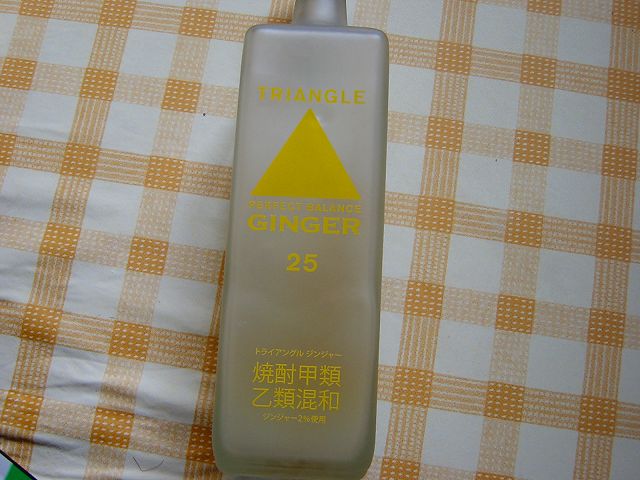 TRIANGLE
PERFECT BALANCE
GINGER
25
トライアングル ジンジャー
焼酎甲類
乙類混和
ジンジャー2%使用